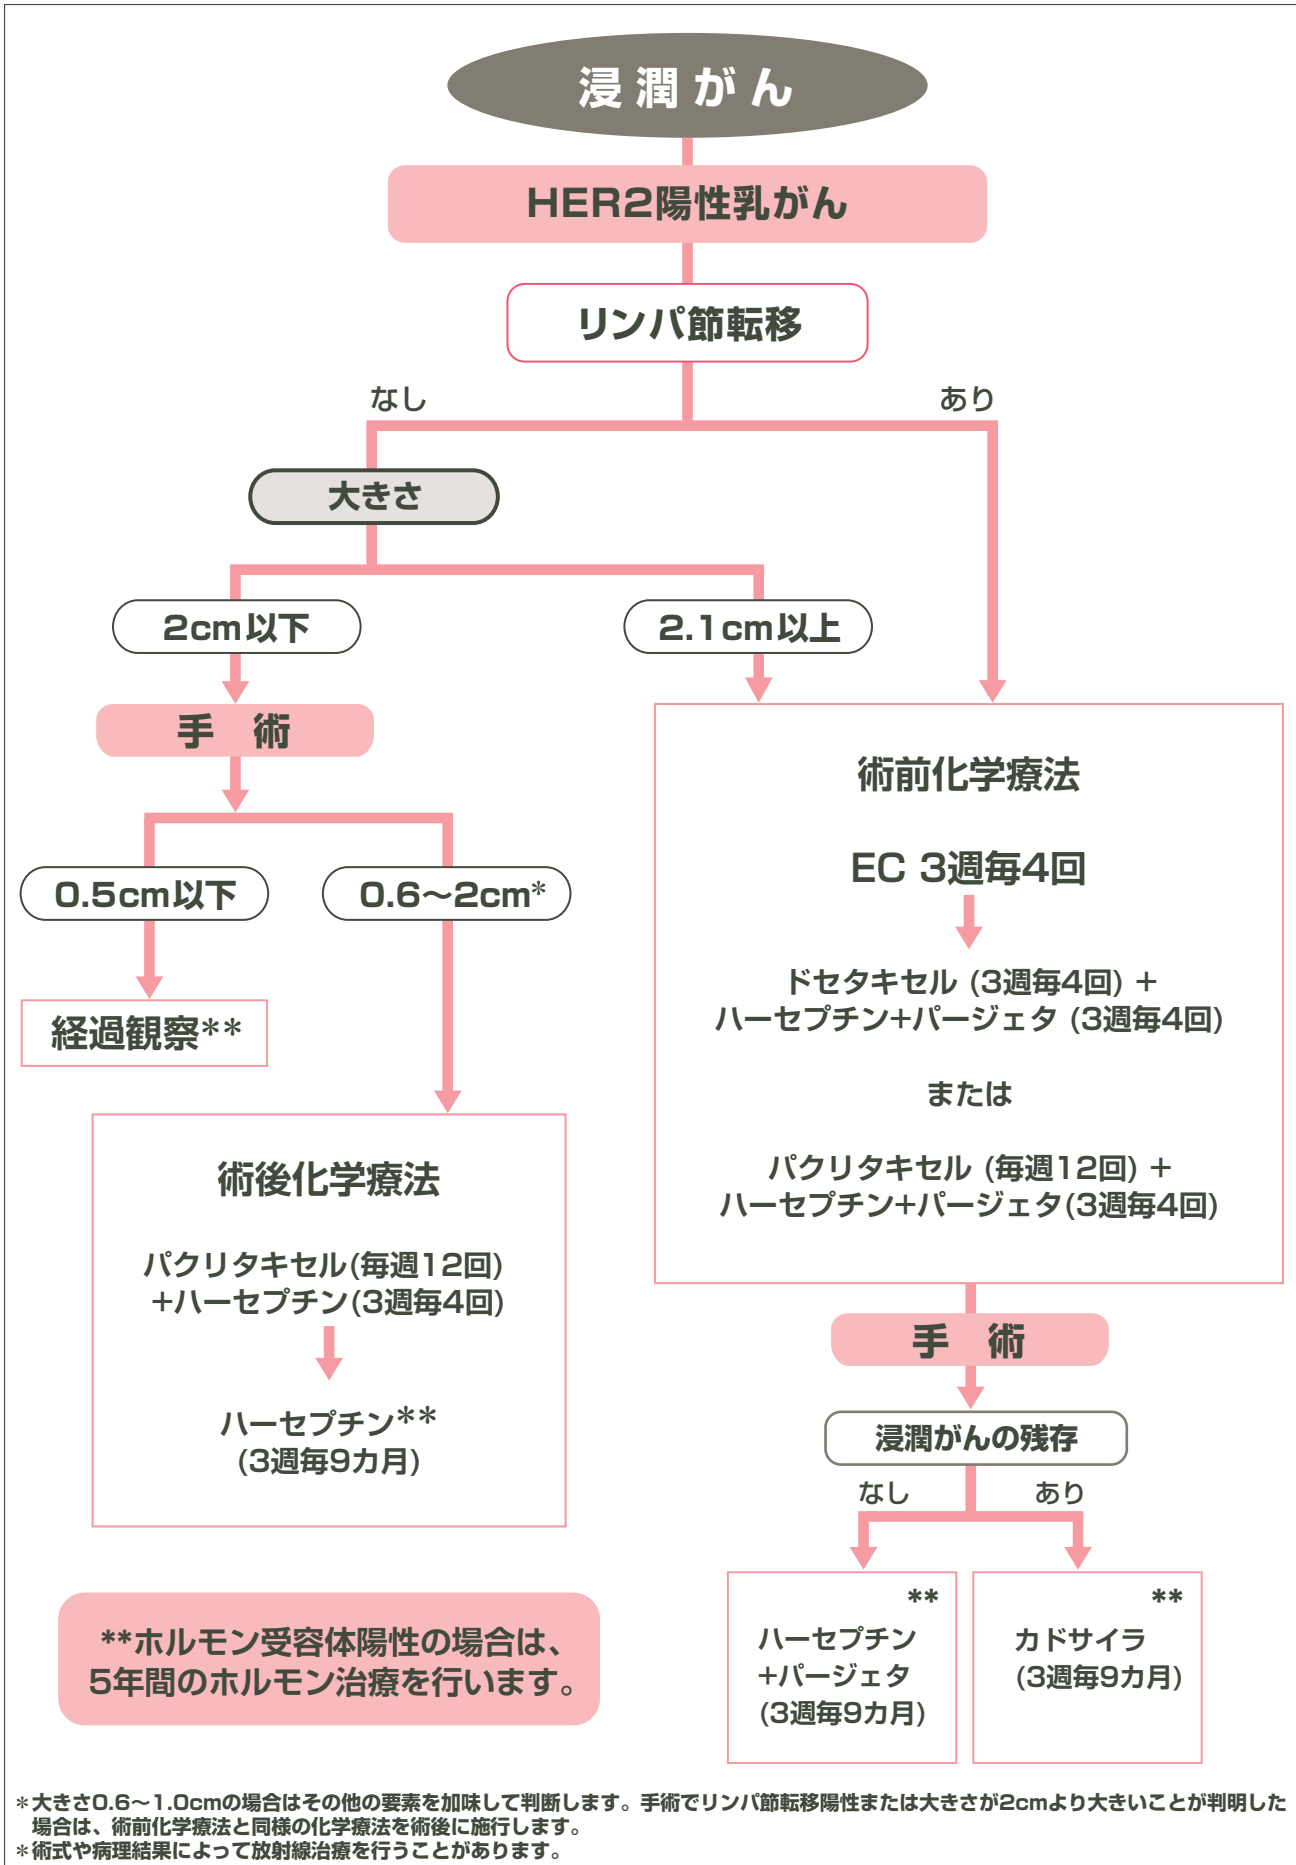 浸潤がん
HER2陽性乳がん
リンパ節転移
なし
あり
大きさ
2cm以下
2.1cm以上
手 術
0.5cm以下
0.6〜2cm*
経過観察**
術後化学療法
パクリタキセル(毎週12回)
+ハーセプチン(3週毎4回)
ハーセプチン**
(3週毎9カ月)
術前化学療法
EC 3週毎4回
ドセタキセル (3週毎4回) +
ハーセプチン+パージェタ (3週毎4回)
または
パクリタキセル (毎週12回) +
ハーセプチン+パージェタ(3週毎4回)
手 術
浸潤がんの残存
なし
あり
**
ハーセプチン
+パージェタ
(3週毎9カ月)
**
カドサイラ
(3週毎9カ月)
**ホルモン受容体陽性の場合は、
5年間のホルモン治療を行います。
*大きさ0.6〜1.0cmの場合はその他の要素を加味して判断します。手術でリンパ節転移陽性または大きさが2cmより大きいことが判明した
場合は、術前化学療法と同様の化学療法を術後に施行します。
*術式や病理結果によって放射線治療を行うことがあります。